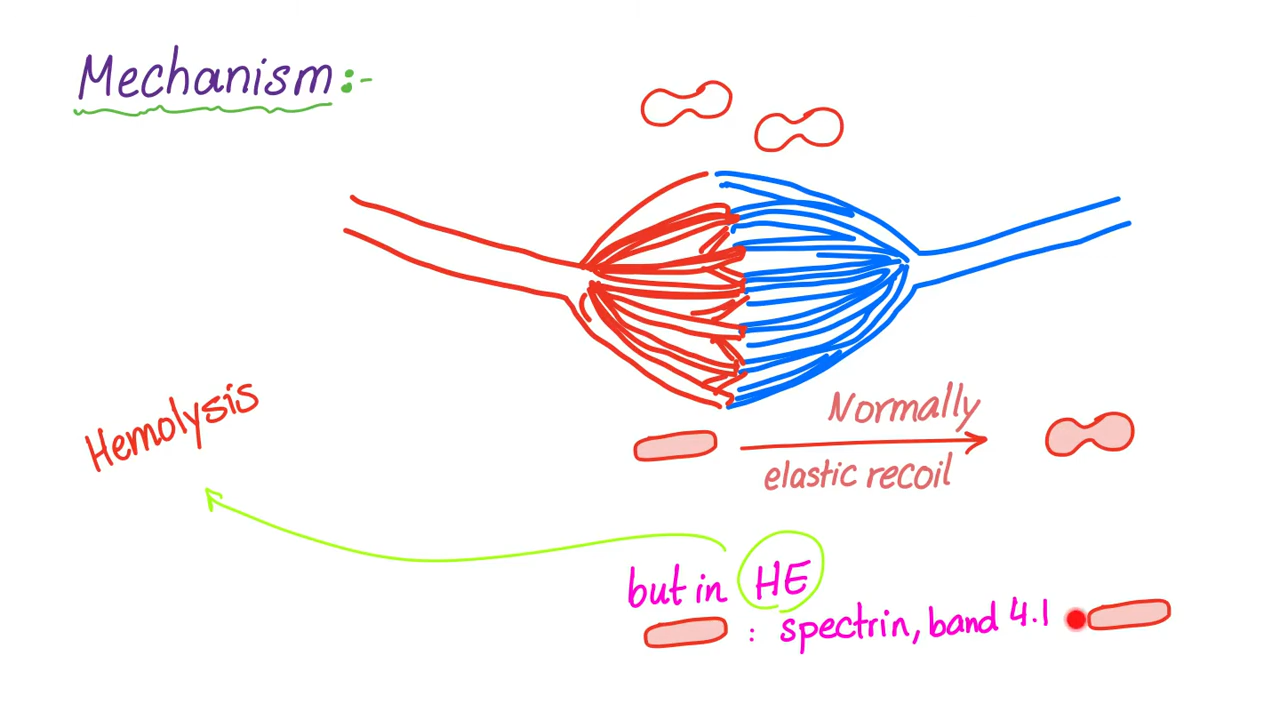 Mechanism:-
Normally
elastic recoil
Hemolysis
but in HE
: spectrin, band 4.1